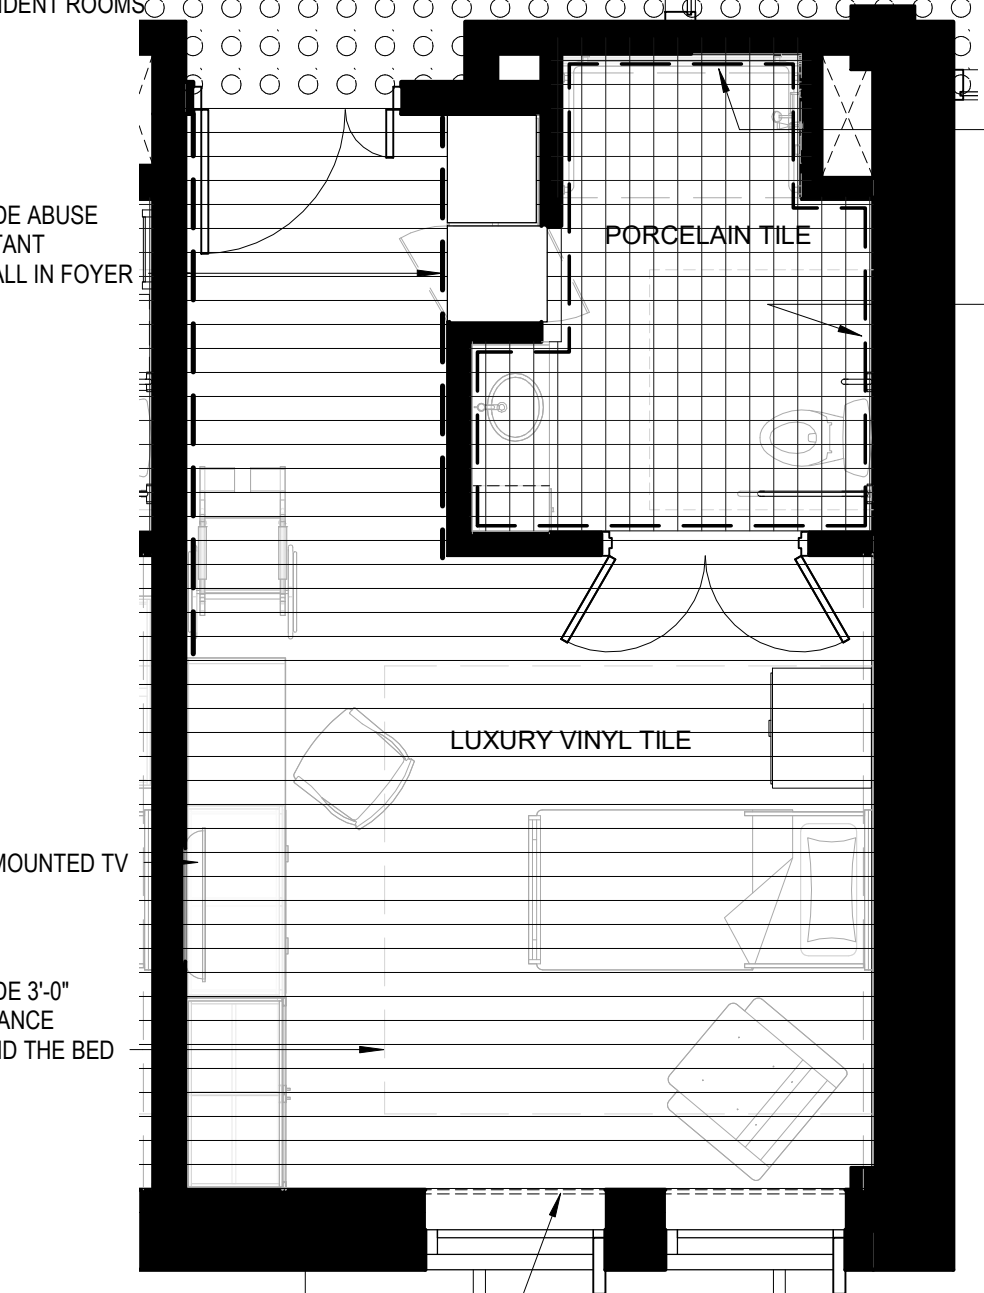 IDENT ROOMS
DE ABUSE
TANT
ALL IN FOYER
PORCELAIN TILE
LUXURY VINYL TILE
MOUNTED TV
DE 3'-0"
ANCE
ND THE BED